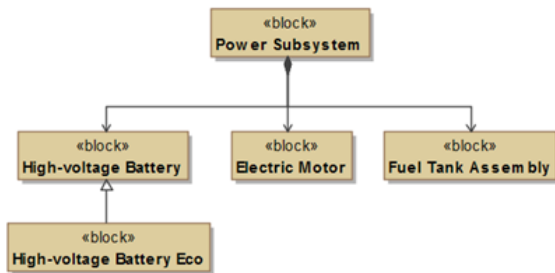 «block»
Power Subsystem
«block»
High-voltage Battery
«block»
Electric Motor
«block»
Fuel Tank Assembly
«block»
High-voltage Battery Eco